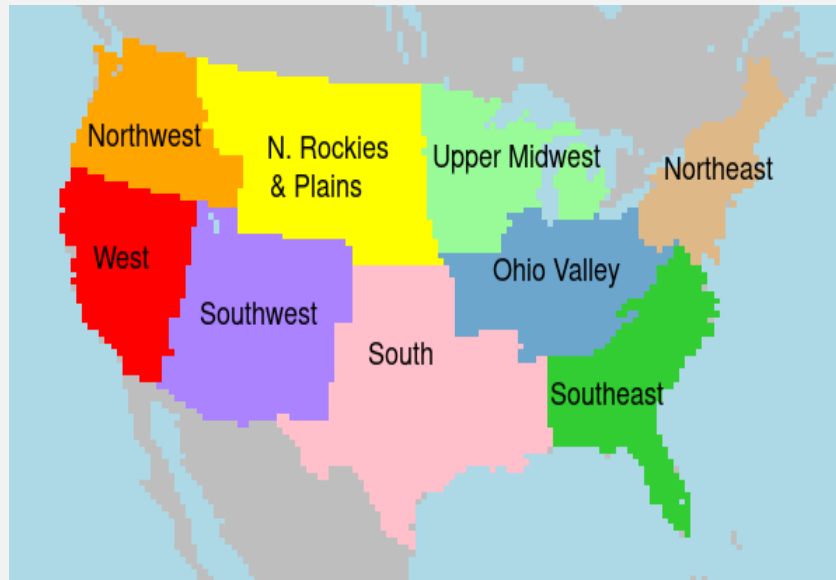 Northwest
N. Rockies
& Plains
Upper Midwest
Northeast
West
Ohio Valley
Southwest
South
Southeast